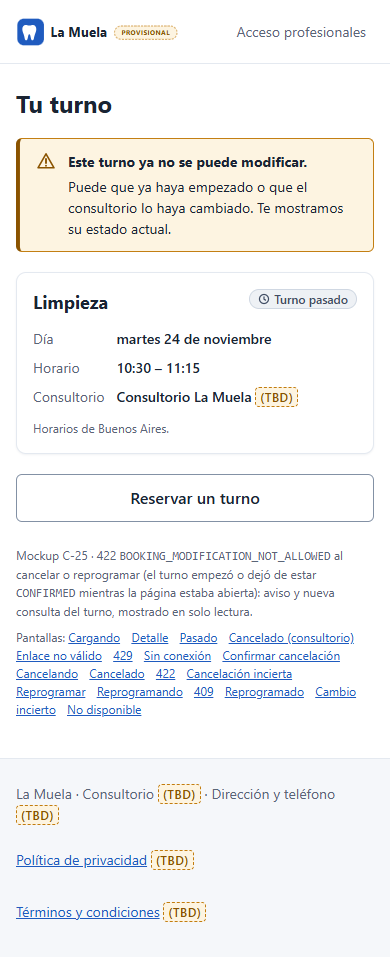 La Muela PROVISIONAL Acceso profesionales
Tu turno
Este turno ya no se puede modificar.
Puede que ya haya empezado o que el
consultorio lo haya cambiado. Te mostramos
su estado actual.
Limpieza Turno pasado
Día martes 24 de noviembre
Horario 10:30 – 11:15
Consultorio Consultorio La Muela (TBD)
Horarios de Buenos Aires.
Reservar un turno
Mockup C-25 · 422 BOOKING_MODIFICATION_NOT_ALLOWED al
cancelar o reprogramar (el turno empezó o dejó de estar
CONFIRMED mientras la página estaba abierta): aviso y nueva
consulta del turno, mostrado en solo lectura.
Pantallas: Cargando Detalle Pasado Cancelado (consultorio)
Enlace no válido 429 Sin conexión Confirmar cancelación
Cancelando Cancelado 422 Cancelación incierta
Reprogramar Reprogramando 409 Reprogramado Cambio
incierto No disponible
La Muela · Consultorio (TBD) · Dirección y teléfono
(TBD)
Política de privacidad (TBD)
Términos y condiciones (TBD)